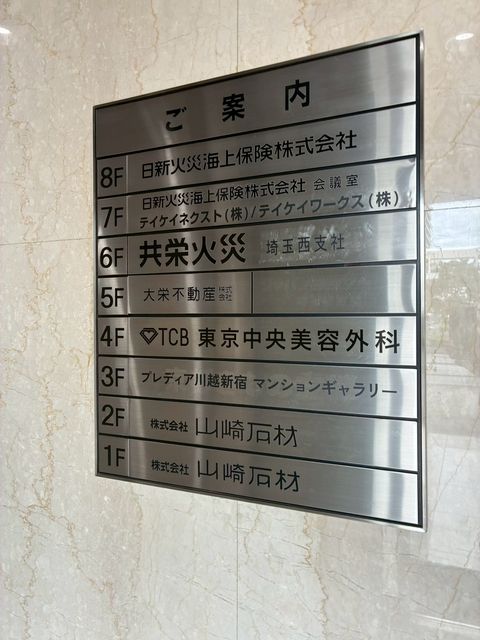 ご案内
8F 日新火災海上保険株式会社
7F 日新火災海上保険株式会社 会議室
テイケイネクスト(株)/テイケイワークス(株)
6F 共栄火災 埼玉西支社
5F 大栄不動産株式会社
4F TCB 東京中央美容外科
3F プレディア川越新宿 マンションギャラリー
2F 株式会社 山崎石材
1F 株式会社 山崎石材